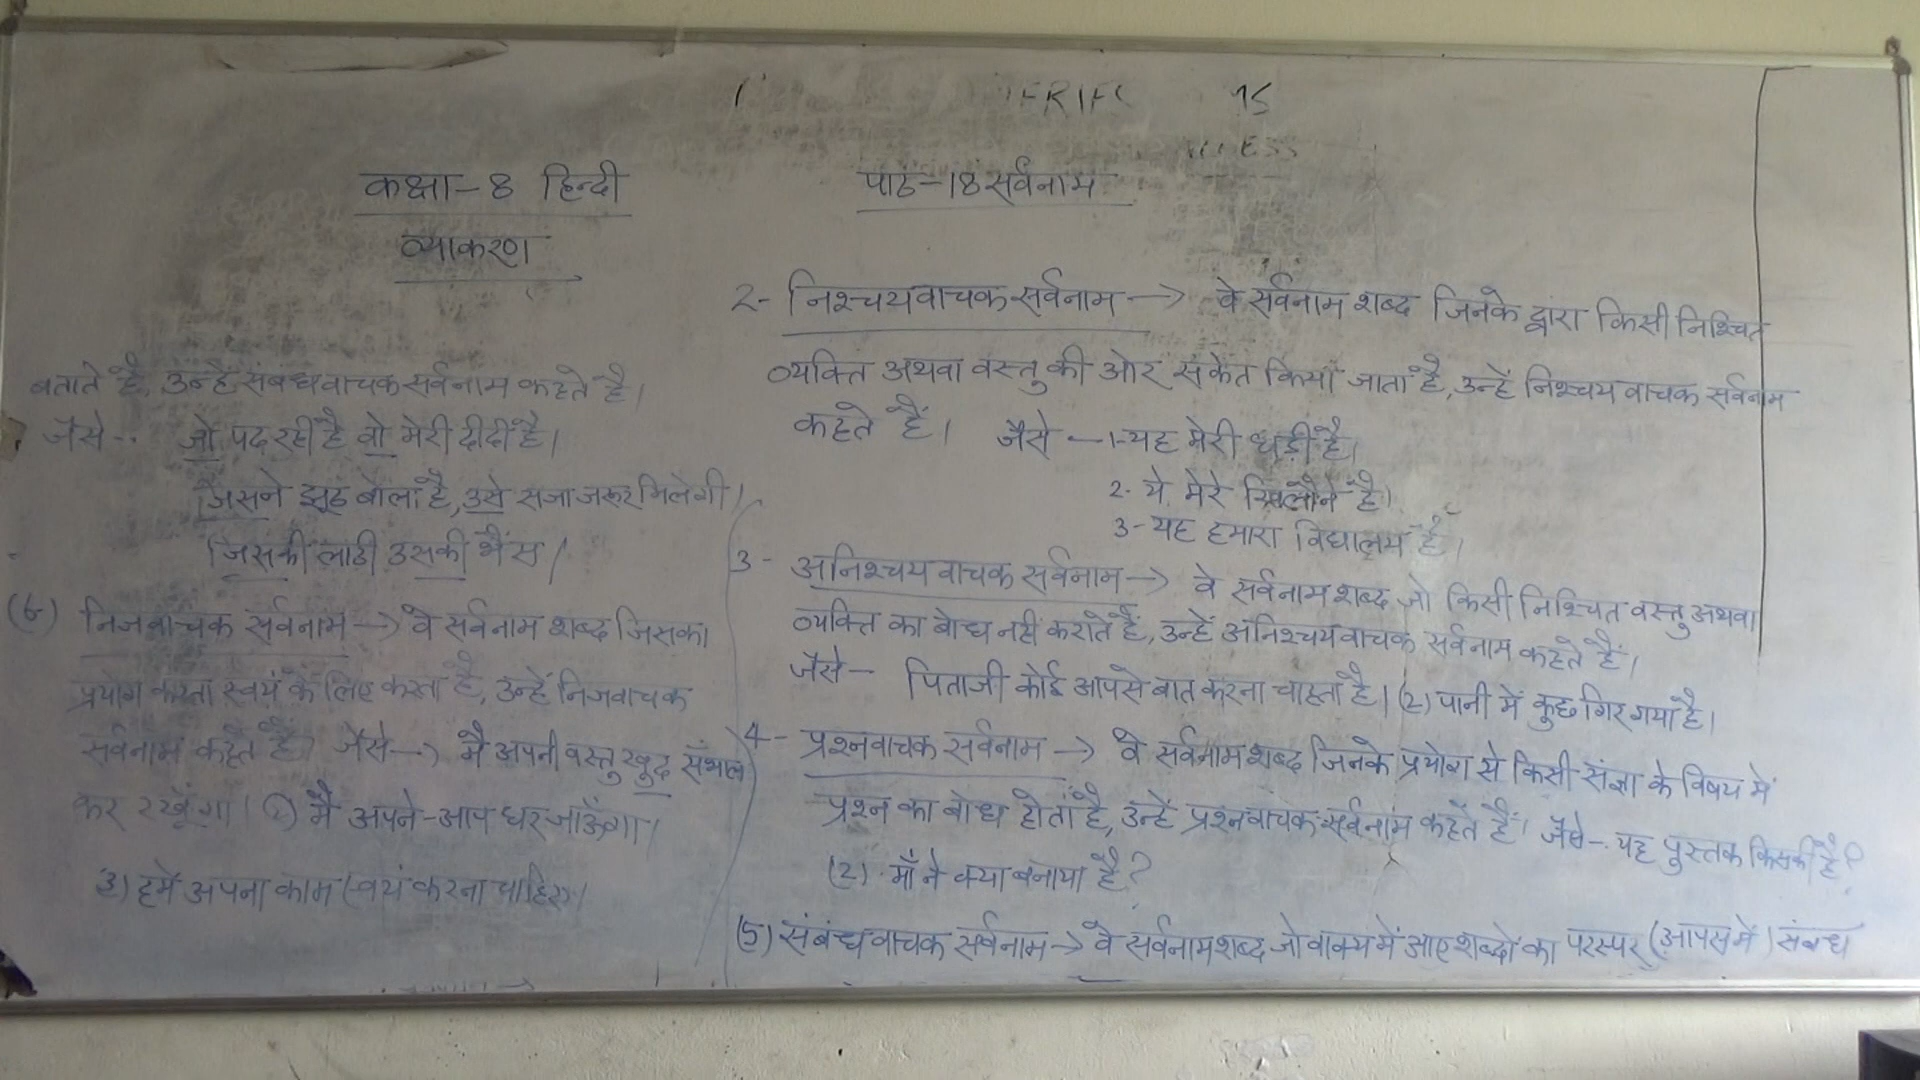 कक्षा-8 हिन्दी
पाठ-18 सर्वनाम
व्याकरण
2- निश्चयवाचक सर्वनाम → वे सर्वनाम शब्द जिनके द्वारा किसी निश्चित
व्यक्ति अथवा वस्तु की ओर संकेत किया जाता है, उन्हें निश्चय वाचक सर्वनाम
कहते हैं। जैसे - 1-यह मेरी घड़ी है।
2. ये मेरे खिलौने है।
3-यह हमारा विद्यालय है।
3- अनिश्चय वाचक सर्वनाम → वे सर्वनाम शब्द जो किसी निश्चित वस्तु अथवा
व्यक्ति का बोध नहीं कराते हैं, उन्हें अनिश्चयवाचक सर्वनाम कहते हैं।
जैसे- पिताजी कोई आपसे बात करना चाहता है। (2) पानी में कुछ गिर गया है।
4- प्रश्नवाचक सर्वनाम → वे सर्वनाम शब्द जिनके प्रयोग से किसी संज्ञा के विषय में
प्रश्न का बोध होता है, उन्हें प्रश्नवाचक सर्वनाम कहते हैं। जैसे- यह पुस्तक किसकी है?
(2) माँ ने क्या बनाया है?
(5) संबंधवाचक सर्वनाम → वे सर्वनाम शब्द जो वाक्य में आए शब्दों का परस्पर (आपस में) संबंध
बताते है, उन्हें संबंधवाचक सर्वनाम कहते है।
जैसे - जो पढ़ रही है वो मेरी दीदी है।
जिसने झूठ बोला है, उसे सजा जरूर मिलेगी।
जिसकी लाठी उसकी भैंस।
(6) निजवाचक सर्वनाम → वे सर्वनाम शब्द जिसका
प्रयोग करता स्वयं के लिए करता है, उन्हें निजवाचक
सर्वनाम कहते है। जैसे → मै अपनी वस्तु खुद संभाल
कर रखूँगा। (2) मै अपने-आप घर जाऊँगा।
3) हमें अपना काम स्वयं करना चाहिए।